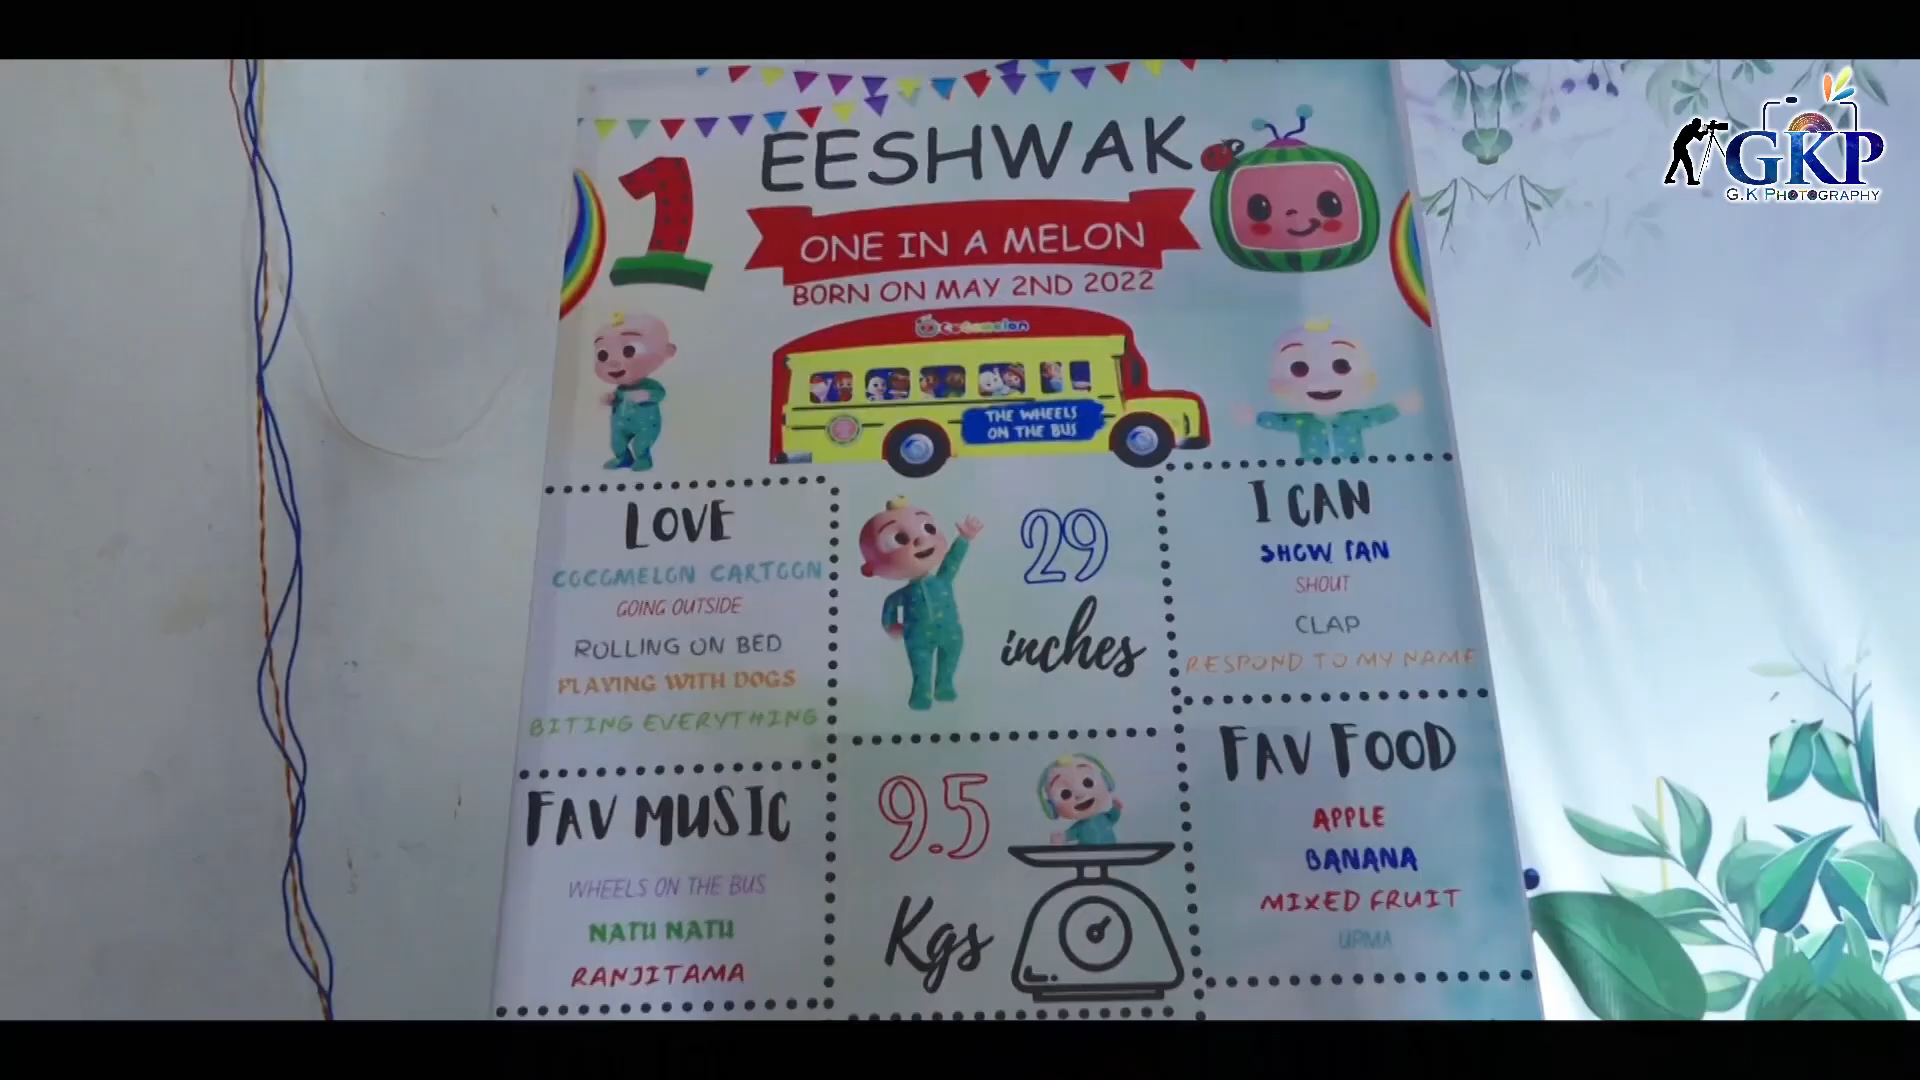 EESHWAK
1
ONE IN A MELON
BORN ON MAY 2ND 2022
CoComelon
THE WHEELS
ON THE BUS
LOVE
COCOMELON CARTOON
GOING OUTSIDE
ROLLING ON BED
PLAYING WITH DOGS
BITING EVERYTHING
29
inches
I CAN
SHOW FAN
SHOUT
CLAP
RESPOND TO MY NAME
FAV MUSIC
WHEELS ON THE BUS
NATU NATU
RANJITAMA
9.5
Kgs
FAV FOOD
APPLE
BANANA
MIXED FRUIT
UPMA
GKP
G.K PHOTOGRAPHY